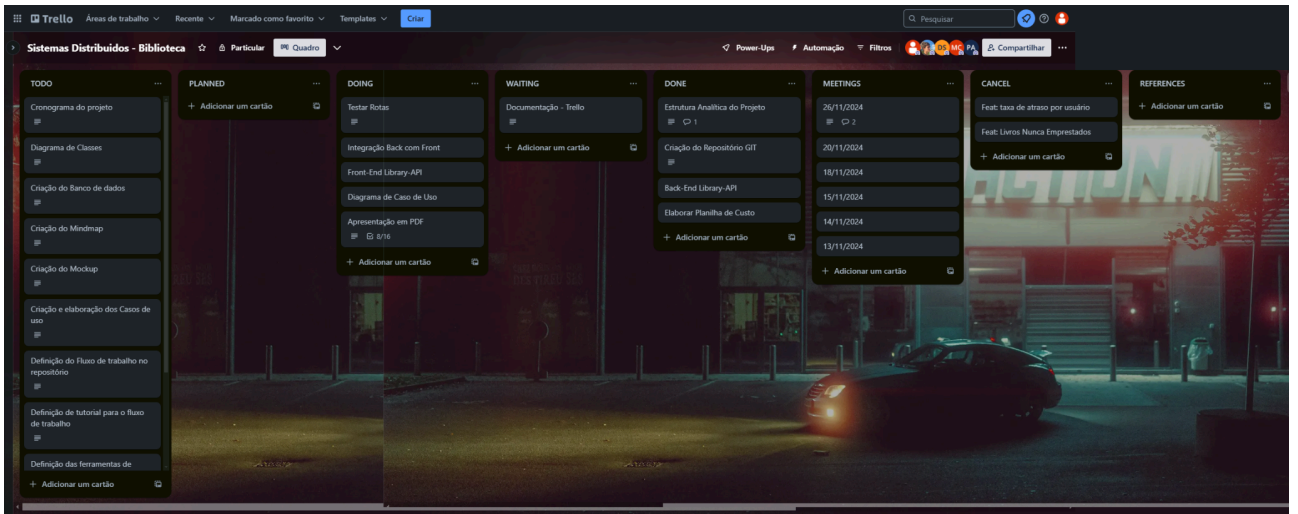 Trello
Áreas de trabalho
Recente
Marcado como favorito
Templates
Criar
Pesquisar
Sistemas Distribuidos - Biblioteca
Particular
Quadro
Power-Ups
Automação
Filtros
DS
MC
PA
Compartilhar
TODO
Cronograma do projeto
Diagrama de Classes
Criação do Banco de dados
Criação do Mindmap
Criação do Mockup
Criação e elaboração dos Casos de
uso
Definição do Fluxo de trabalho no
repositório
Definição de tutorial para o fluxo
de trabalho
Definição das ferramentas de
+ Adicionar um cartão
PLANNED
+ Adicionar um cartão
DOING
Testar Rotas
Integração Back com Front
Front-End Library-API
Diagrama de Caso de Uso
Apresentação em PDF
8/16
+ Adicionar um cartão
WAITING
Documentação - Trello
+ Adicionar um cartão
DONE
Estrutura Analítica do Projeto
1
Criação do Repositório GIT
Back-End Library-API
Elaborar Planilha de Custo
+ Adicionar um cartão
MEETINGS
26/11/2024
2
20/11/2024
18/11/2024
15/11/2024
14/11/2024
13/11/2024
+ Adicionar um cartão
CANCEL
Feat: taxa de atraso por usuário
Feat: Livros Nunca Emprestados
+ Adicionar um cartão
REFERENCES
+ Adicionar um cartão
ACTION